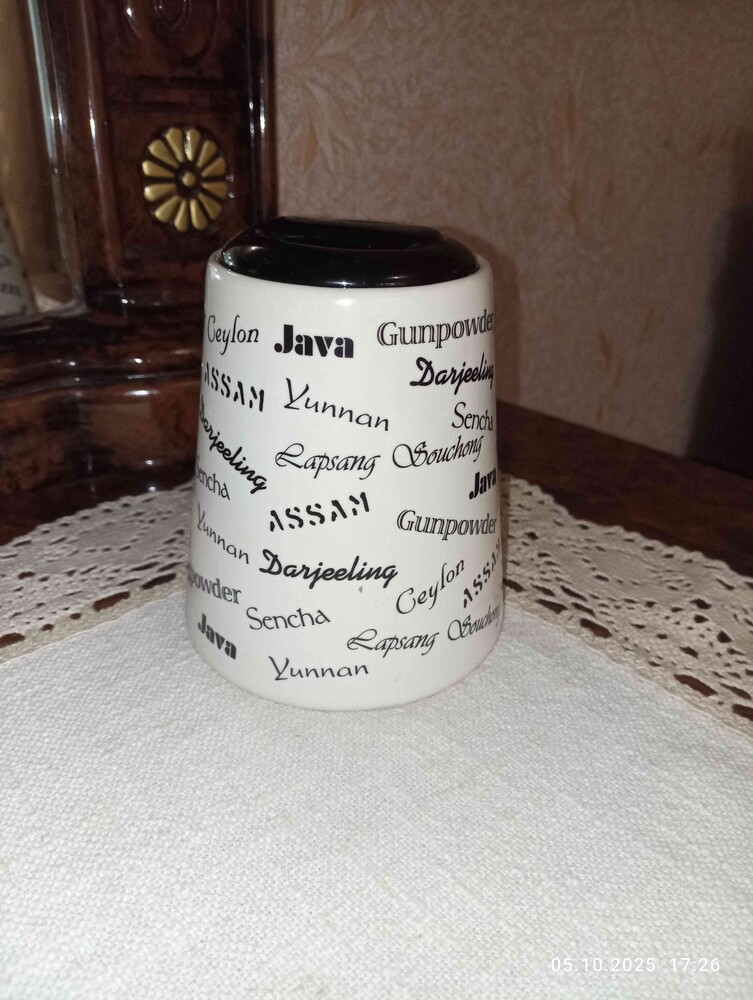 Ceylon Java Gunpowder
ASSAM Yunnan Darjeeling
Darjeeling Sencha
Lapsang Souchong
Sencha Java
ASSAM Gunpowder
Yunnan Darjeeling
Ceylon ASSAM
powder Sencha
Lapsang Souchong
Java Yunnan
05.10.2025 17:26